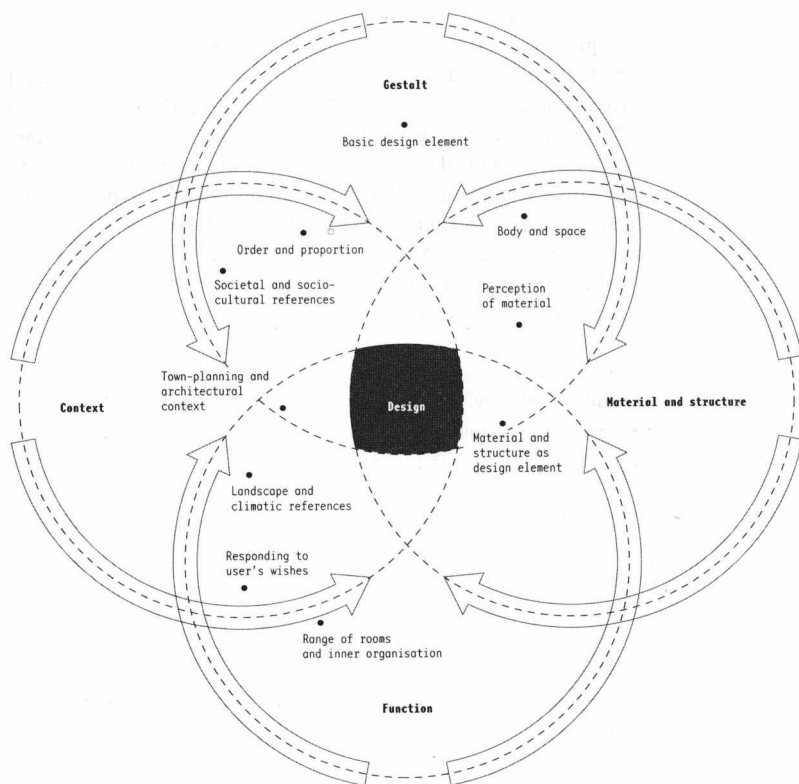 Gestalt
Basic design element
Order and proportion
Body and space
Societal and socio-
cultural references
Perception
of material
Town-planning and
architectural
context
Context
Design
Material and structure
Material and
structure as
design element
Landscape and
climatic references
Responding to
user's wishes
Range of rooms
and inner organisation
Function